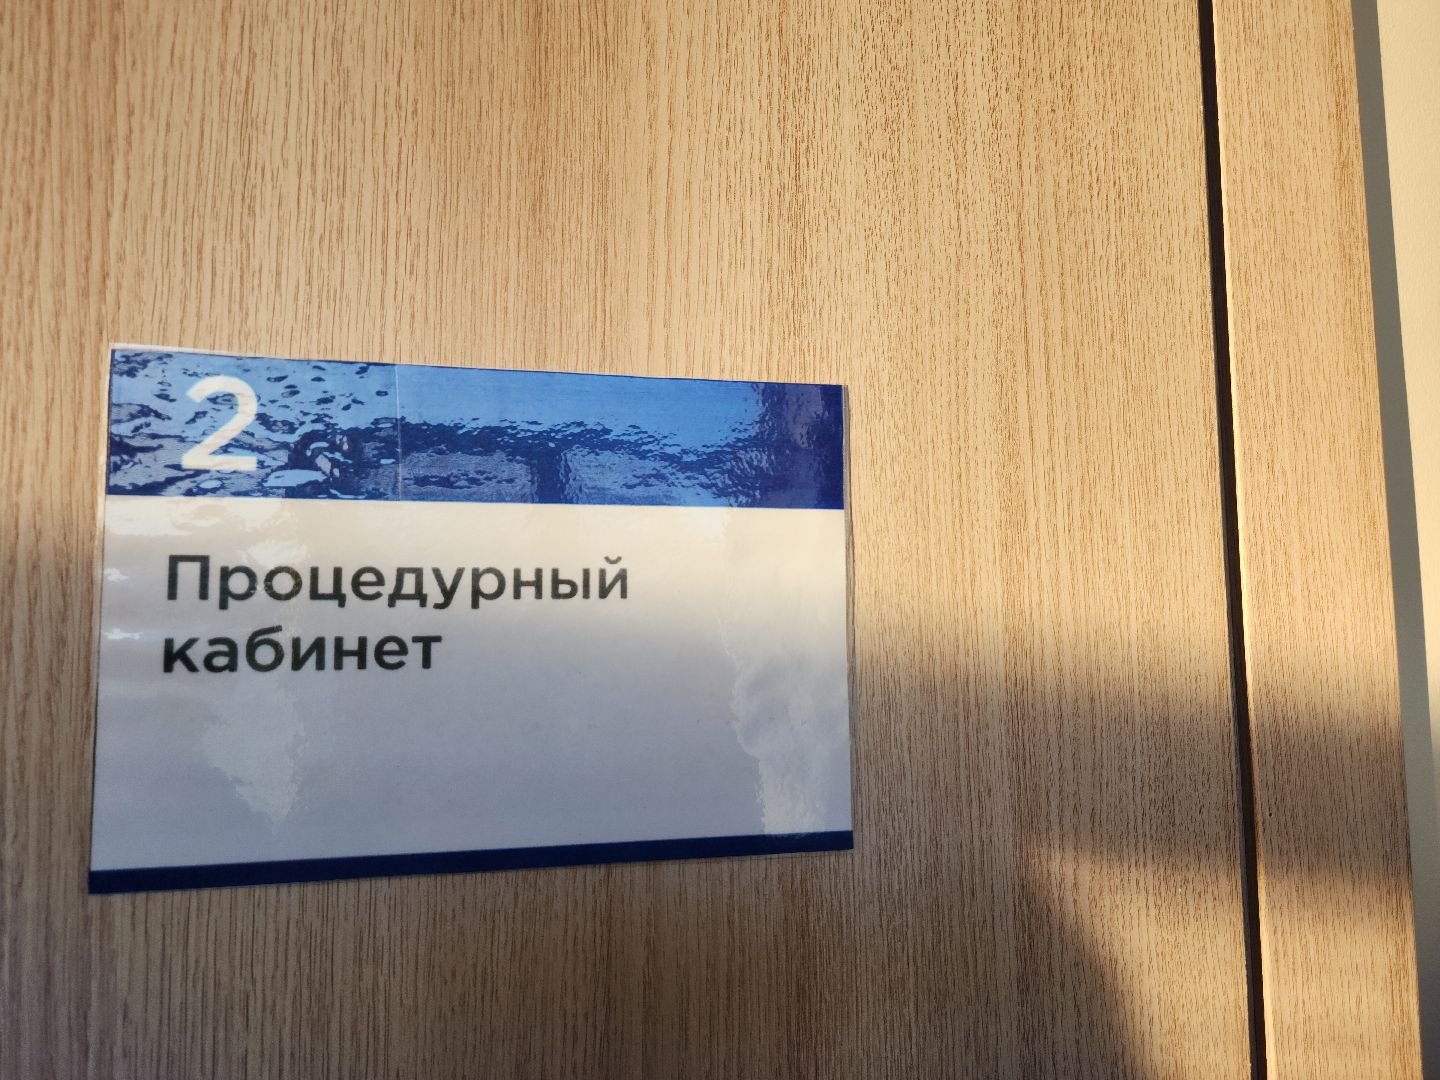 2
Процедурный
кабинет